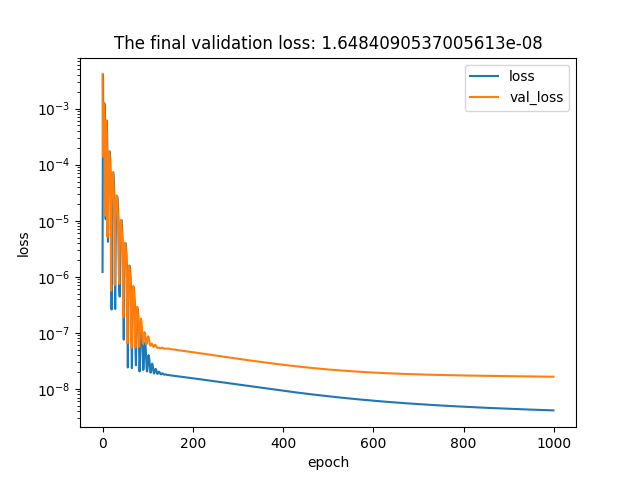 The final validation loss: 1.6484090537005613e-08
loss
val_loss
10⁻³
10⁻⁴
10⁻⁵
10⁻⁶
10⁻⁷
10⁻⁸
loss
0
200
400
600
800
1000
epoch